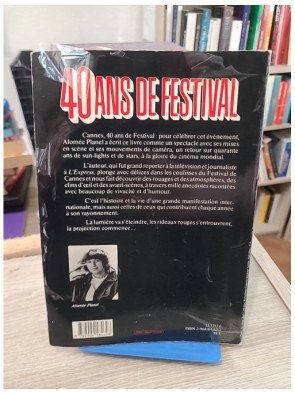 40 ANS DE FESTIVAL
Cannes, 40 ans de Festival : pour célébrer cet évènement,
Alomée Planel a écrit ce livre comme un spectacle avec ses mises
en scène et ses mouvements de caméra, un retour sur quarante
ans de sun-lights et de stars, à la gloire du cinéma mondial.
L'auteur, qui fut grand reporter à la télévision et journaliste
à L'Express, plonge avec délices dans les coulisses du Festival de
Cannes et nous fait découvrir des rouages et des atmosphères, des
clins d'œil et des avant-scènes, à travers mille anecdotes racontées
avec beaucoup de vivacité et d'humour.
C'est l'histoire et la vie d'une grande manifestation inter-
nationale, mais aussi celles de ceux qui contribuent chaque année
à son rayonnement.
La lumière va s'éteindre, les rideaux rouges s'entrouvrent,
la projection commence...
Alomée Planel
ISBN